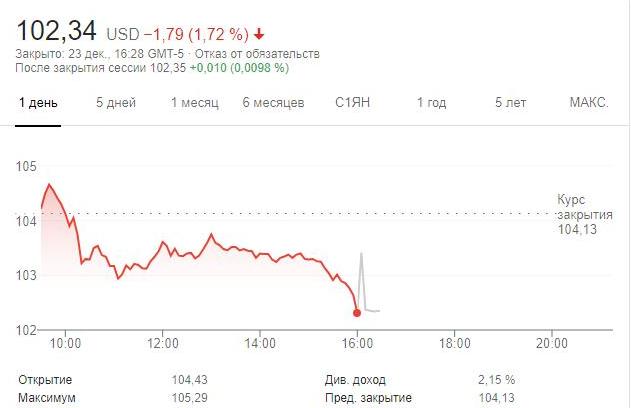 102,34 USD −1,79 (1,72 %) ↓
Закрыто: 23 дек., 16:28 GMT-5 · Отказ от обязательств
После закрытия сессии 102,35 +0,010 (0,0098 %)
1 день 5 дней 1 месяц 6 месяцев С1ЯН 1 год 5 лет МАКС.
105
104
103
102
Курс
закрытия
104,13
10:00 12:00 14:00 16:00 18:00 20:00
Открытие 104,43 Див. доход 2,15 %
Максимум 105,29 Пред. закрытие 104,13